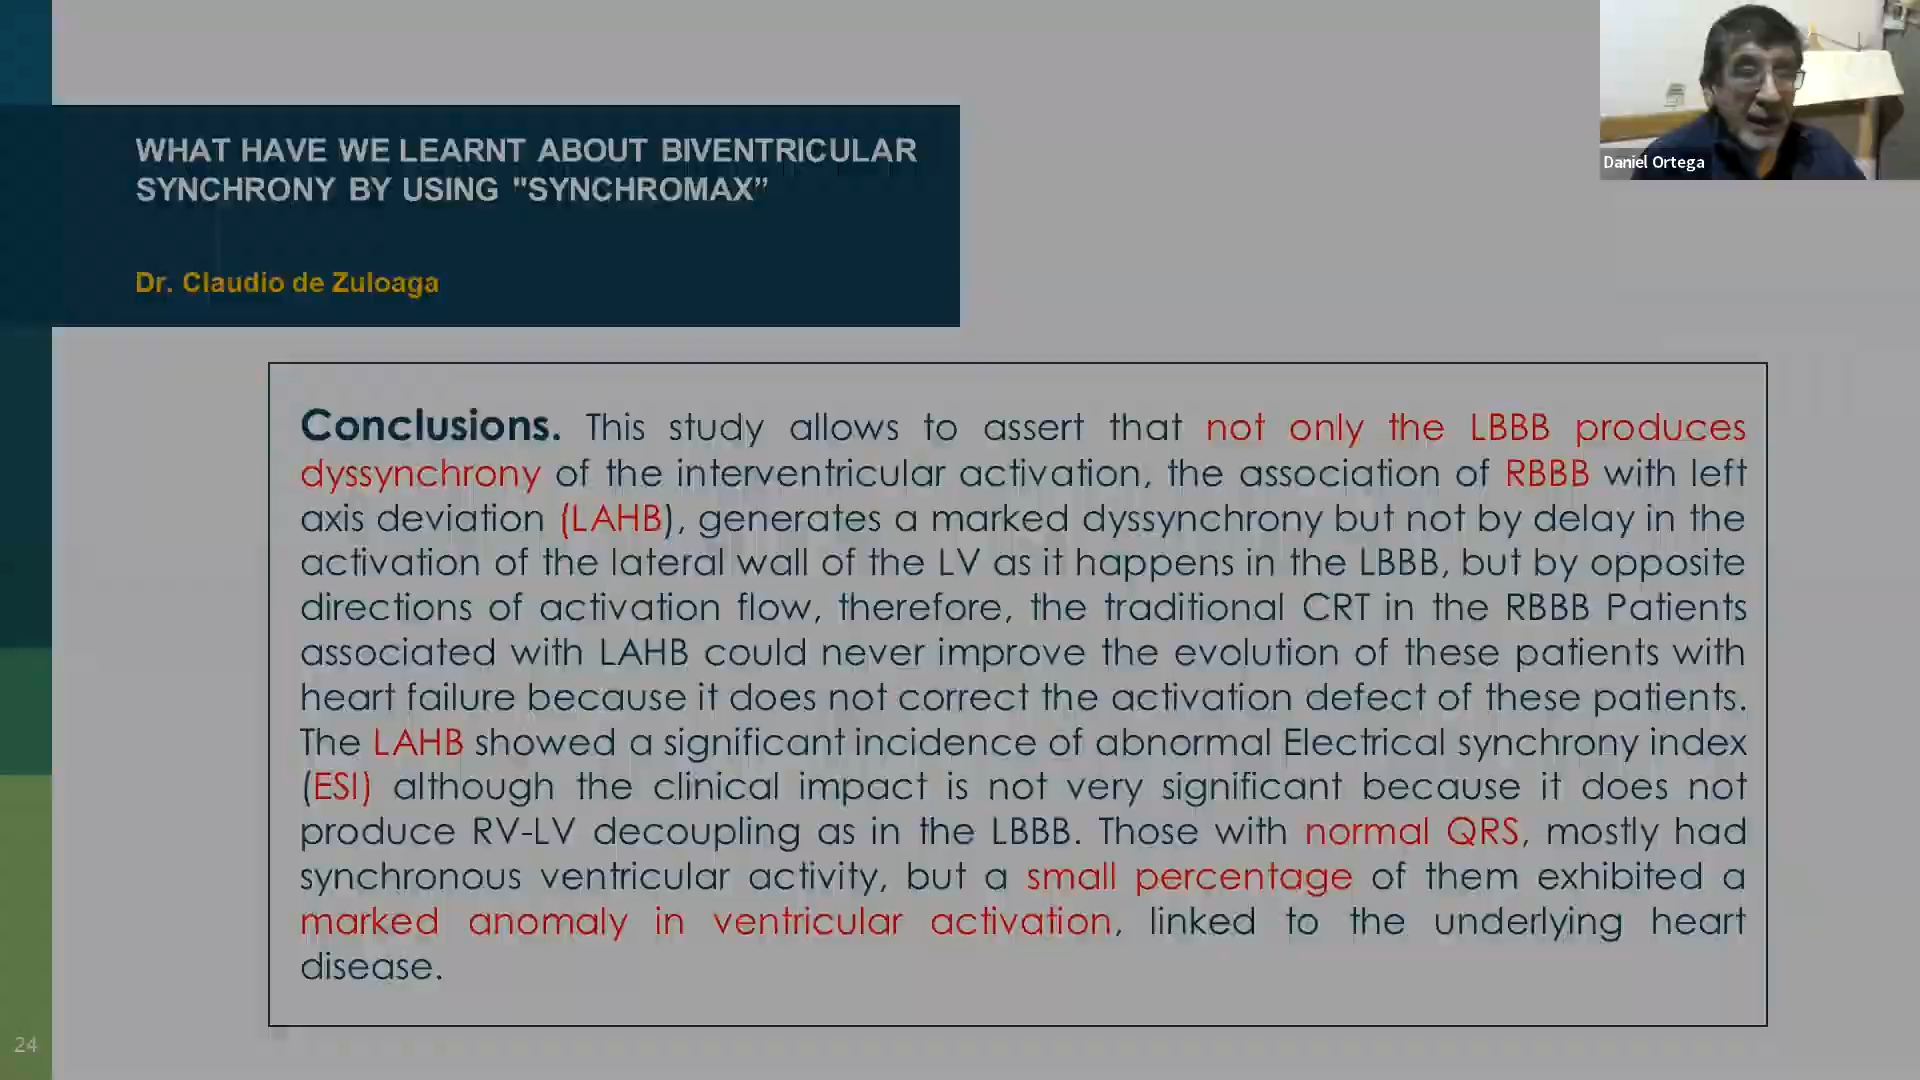 WHAT HAVE WE LEARNT ABOUT BIVENTRICULAR
SYNCHRONY BY USING "SYNCHROMAX”
Dr. Claudio de Zuloaga
Daniel Ortega
Conclusions. This study allows to assert that not only the LBBB produces
dyssynchrony of the interventricular activation, the association of RBBB with left
axis deviation (LAHB), generates a marked dyssynchrony but not by delay in the
activation of the lateral wall of the LV as it happens in the LBBB, but by opposite
directions of activation flow, therefore, the traditional CRT in the RBBB Patients
associated with LAHB could never improve the evolution of these patients with
heart failure because it does not correct the activation defect of these patients.
The LAHB showed a significant incidence of abnormal Electrical synchrony index
(ESI) although the clinical impact is not very significant because it does not
produce RV-LV decoupling as in the LBBB. Those with normal QRS, mostly had
synchronous ventricular activity, but a small percentage of them exhibited a
marked anomaly in ventricular activation, linked to the underlying heart
disease.
24